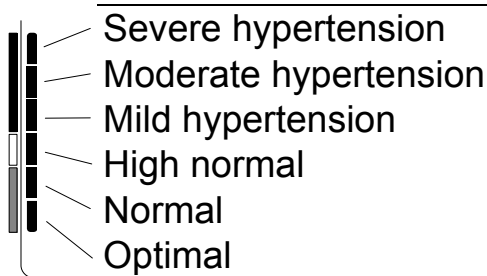 Severe hypertension
Moderate hypertension
Mild hypertension
High normal
Normal
Optimal